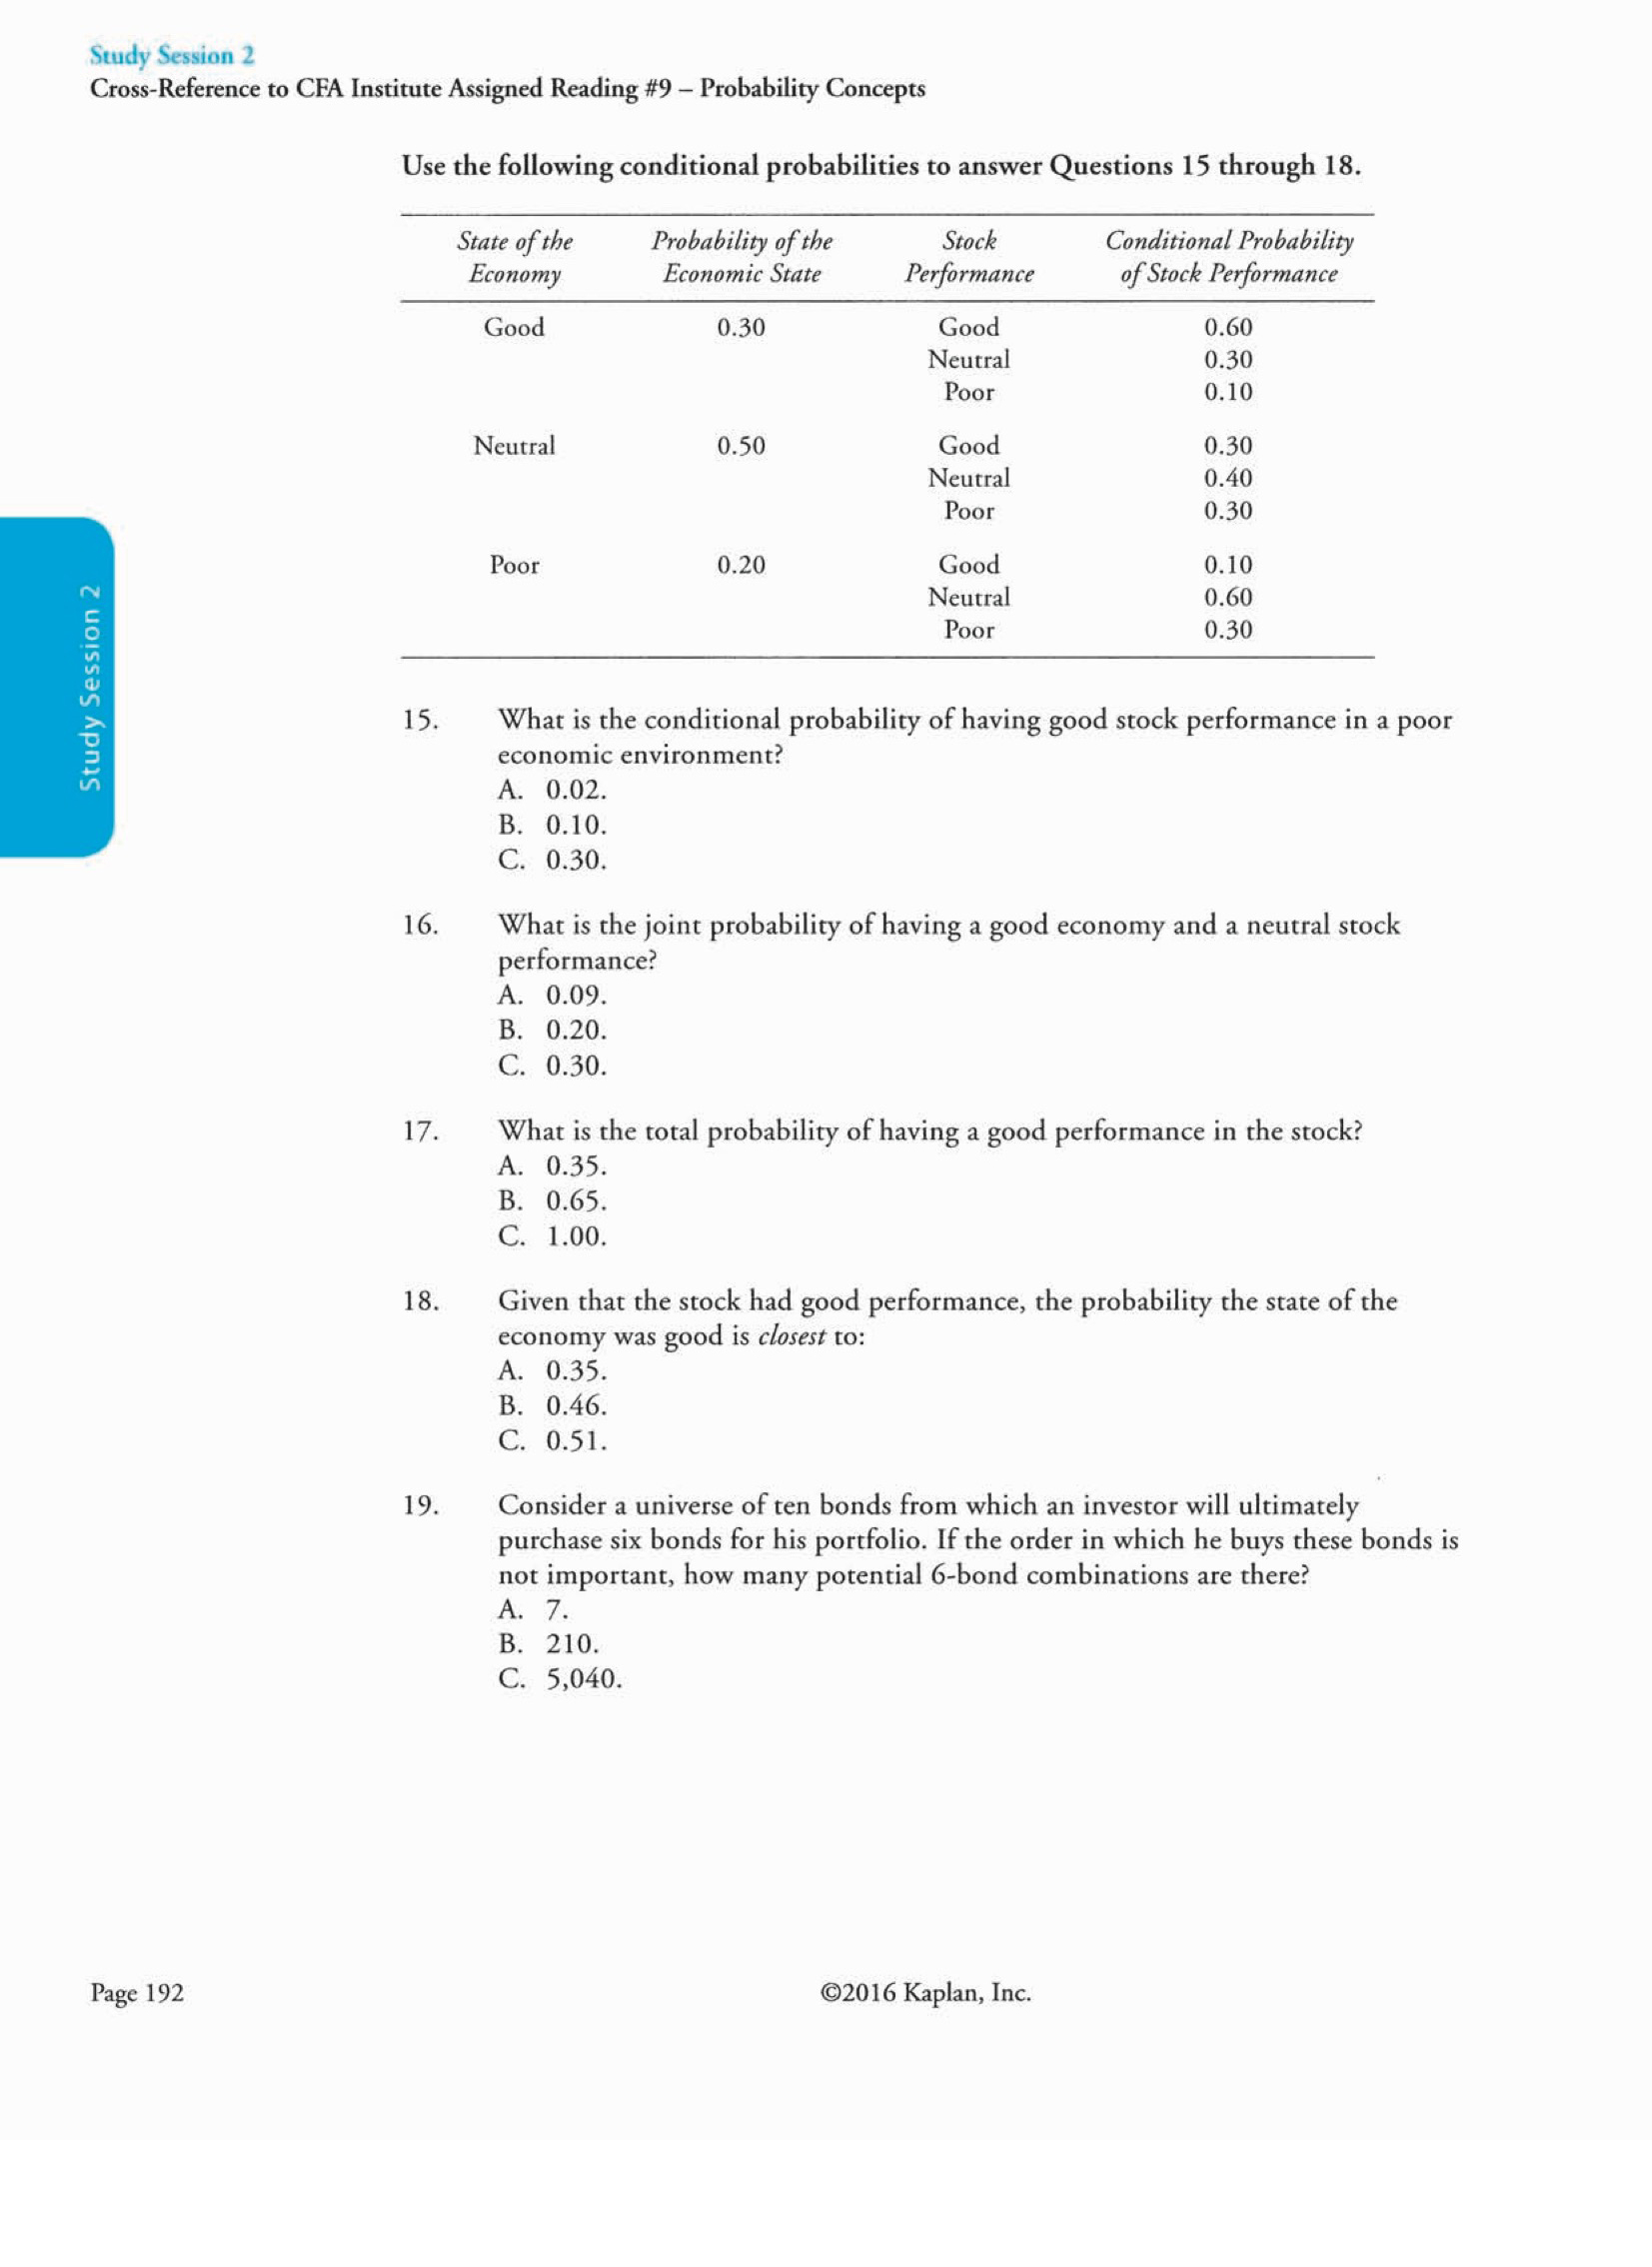 Study Session 2
Cross-Reference to CFA Institute Assigned Reading #9 – Probability Concepts
Use the following conditional probabilities to answer Questions 15 through 18.
State of the Probability of the Stock Conditional Probability
Economy Economic State Performance of Stock Performance
Good 0.30 Good 0.60
Neutral 0.30
Poor 0.10
Neutral 0.50 Good 0.30
Neutral 0.40
Poor 0.30
Poor 0.20 Good 0.10
Neutral 0.60
Poor 0.30
Study Session 2
15. What is the conditional probability of having good stock performance in a poor
economic environment?
A. 0.02.
B. 0.10.
C. 0.30.
16. What is the joint probability of having a good economy and a neutral stock
performance?
A. 0.09.
B. 0.20.
C. 0.30.
17. What is the total probability of having a good performance in the stock?
A. 0.35.
B. 0.65.
C. 1.00.
18. Given that the stock had good performance, the probability the state of the
economy was good is closest to:
A. 0.35.
B. 0.46.
C. 0.51.
19. Consider a universe of ten bonds from which an investor will ultimately
purchase six bonds for his portfolio. If the order in which he buys these bonds is
not important, how many potential 6-bond combinations are there?
A. 7.
B. 210.
C. 5,040.
Page 192 ©2016 Kaplan, Inc.